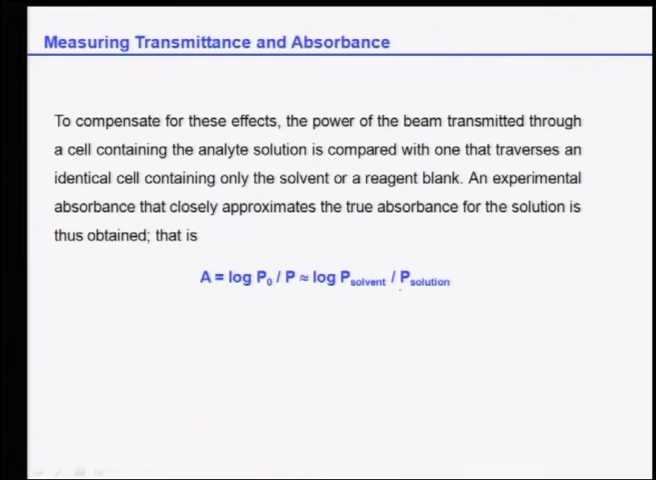 Measuring Transmittance and Absorbance
To compensate for these effects, the power of the beam transmitted through
a cell containing the analyte solution is compared with one that traverses an
identical cell containing only the solvent or a reagent blank. An experimental
absorbance that closely approximates the true absorbance for the solution is
thus obtained; that is
A = log P₀ / P ≈ log Psolvent / Psolution